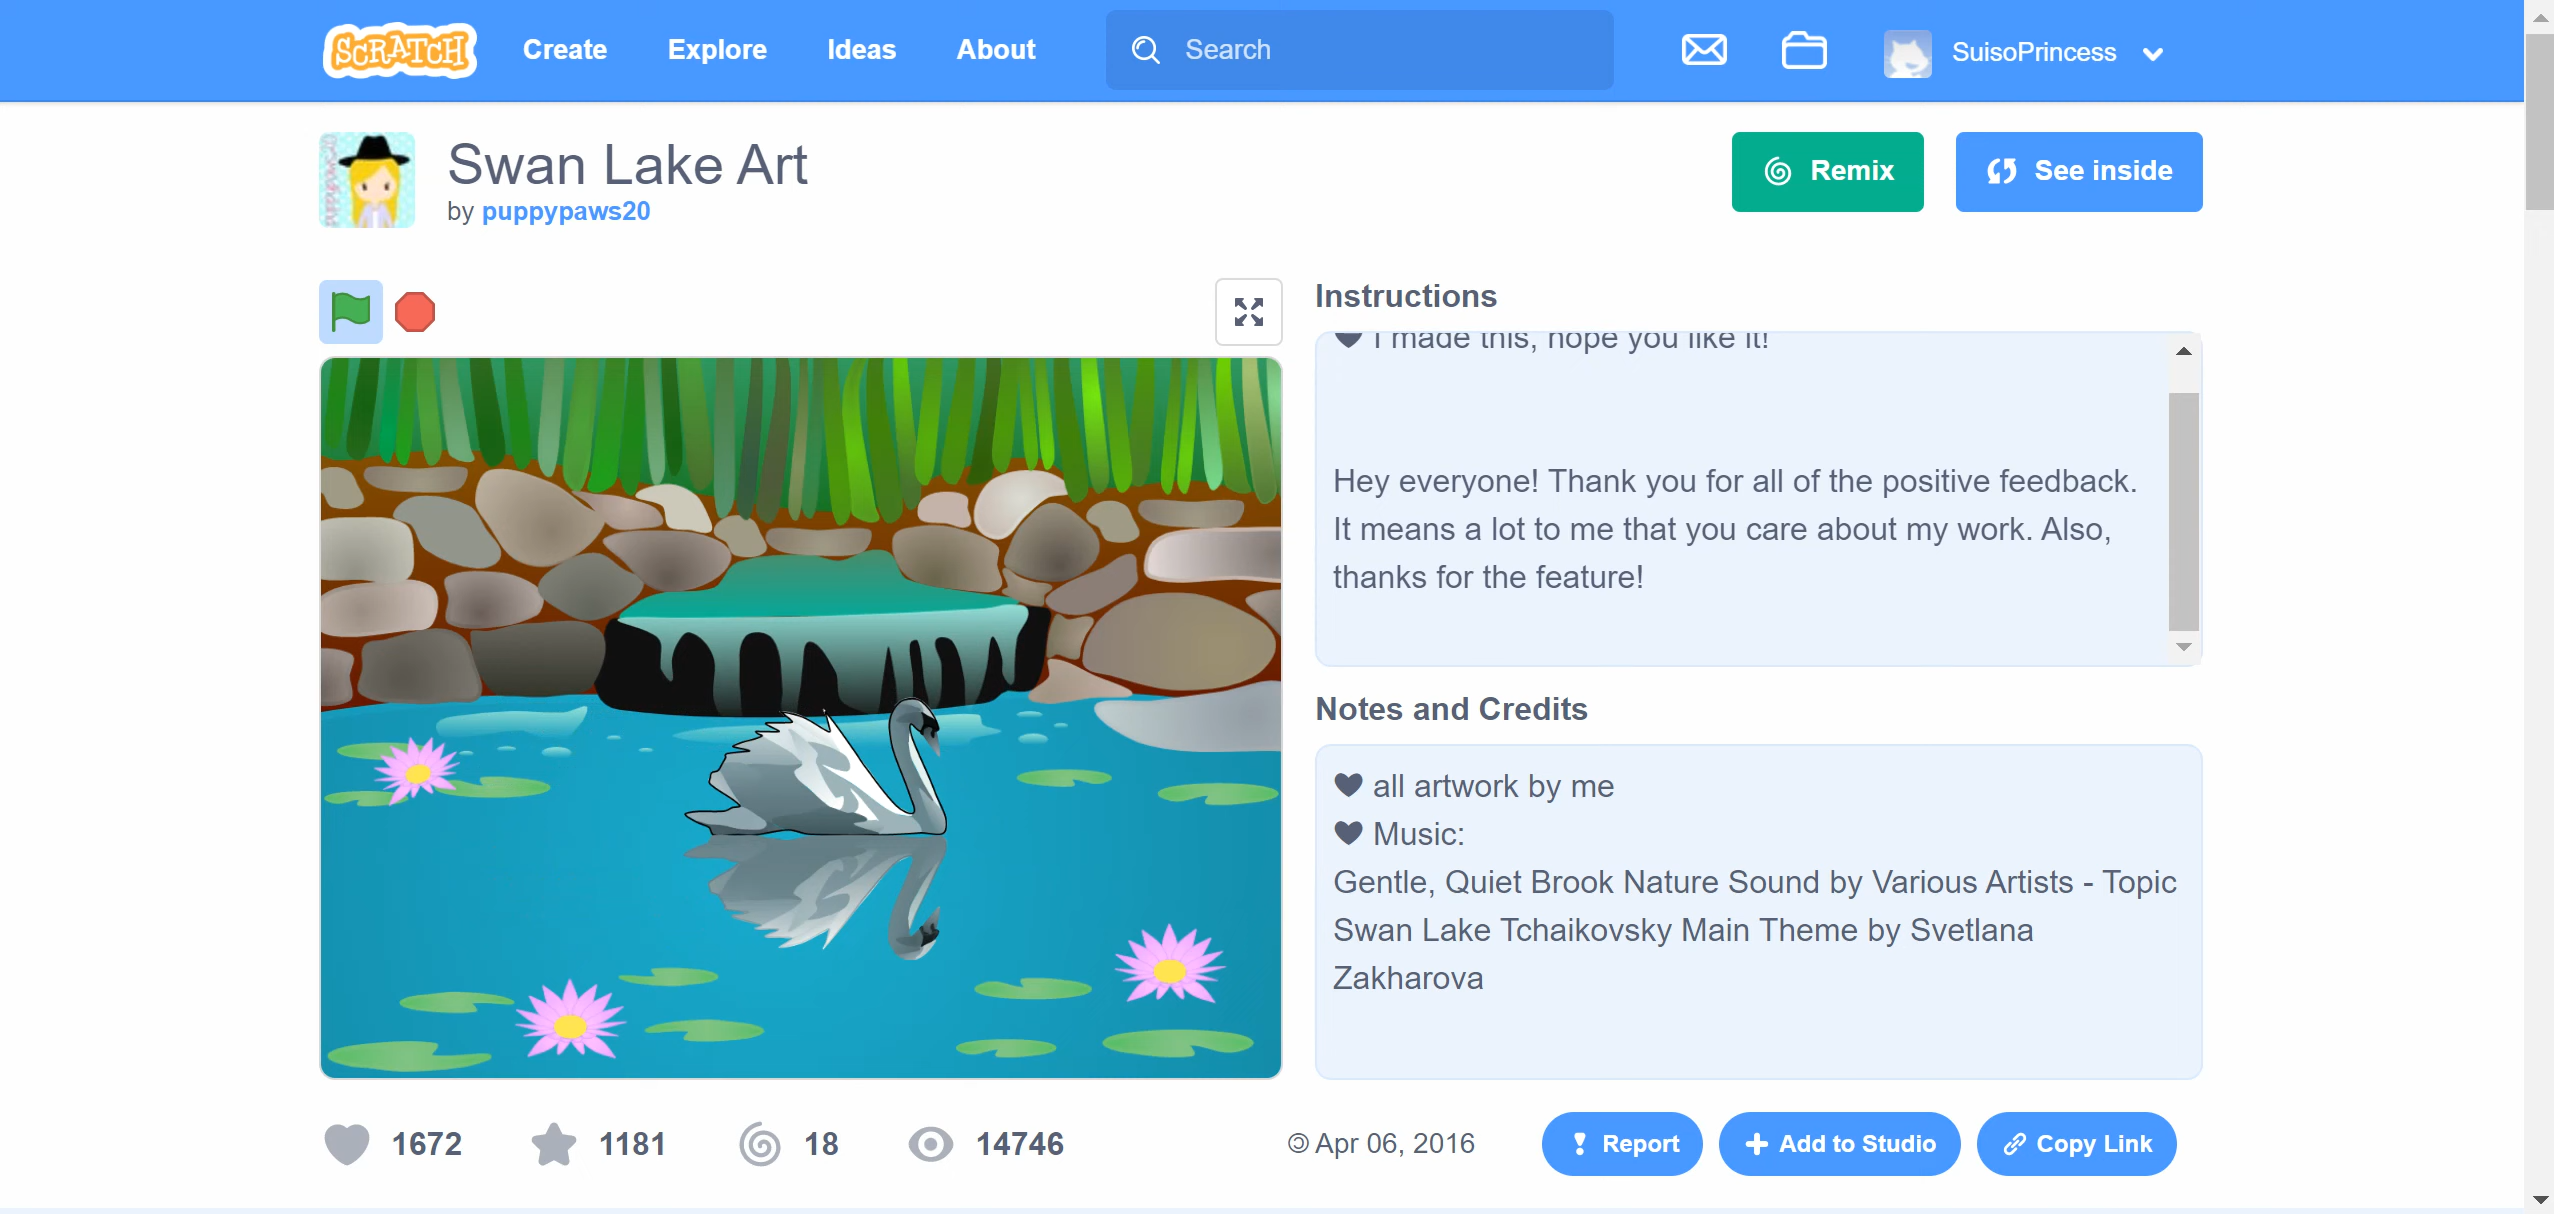 SCRATCH
Create
Explore
Ideas
About
Search
SuisoPrincess
Swan Lake Art
by puppypaws20
Remix
See inside
Instructions
♥ I made this, hope you like it!
Hey everyone! Thank you for all of the positive feedback.
It means a lot to me that you care about my work. Also,
thanks for the feature!
Notes and Credits
♥ all artwork by me
♥ Music:
Gentle, Quiet Brook Nature Sound by Various Artists - Topic
Swan Lake Tchaikovsky Main Theme by Svetlana
Zakharova
1672
1181
18
14746
Apr 06, 2016
Report
Add to Studio
Copy Link